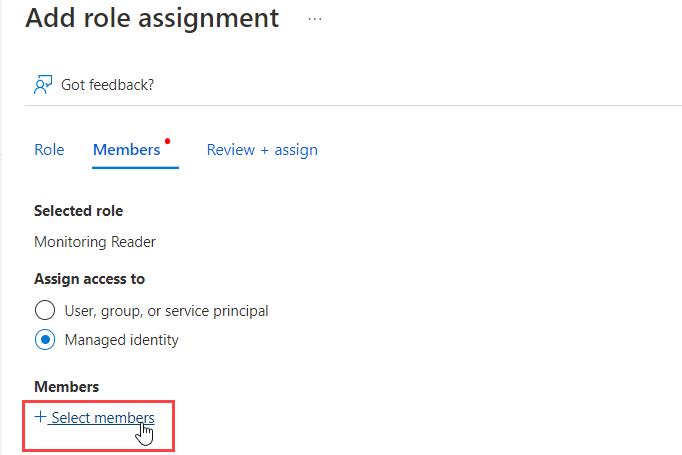 Add role assignment ...
Got feedback?
Role Members Review + assign
Selected role
Monitoring Reader
Assign access to
User, group, or service principal
Managed identity
Members
+ Select members